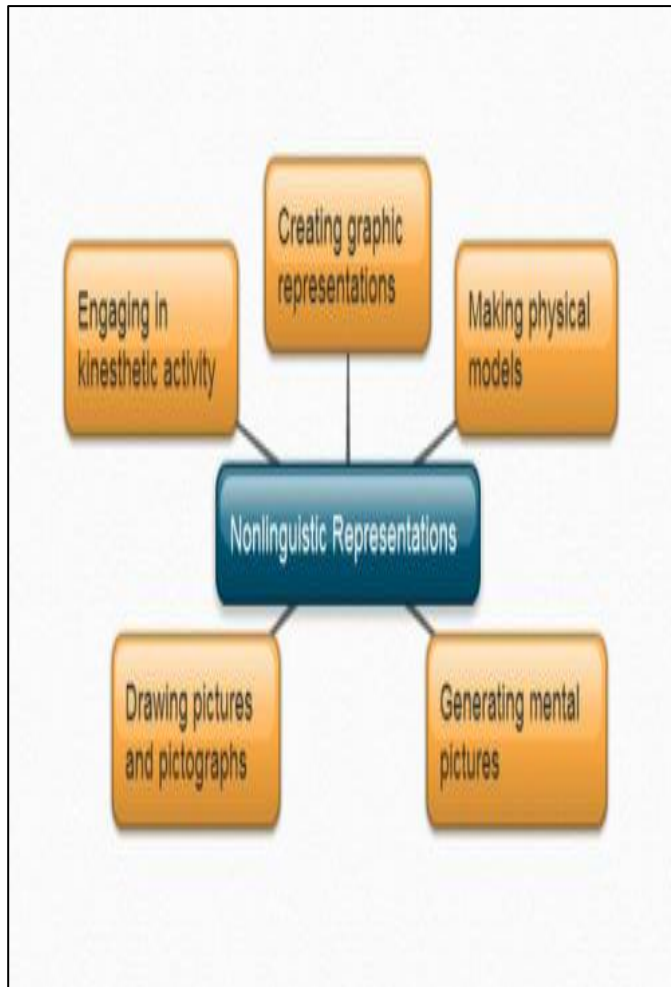 Creating graphic
representations
Engaging in
kinesthetic activity
Making physical
models
Nonlinguistic Representations
Drawing pictures
and pictographs
Generating mental
pictures